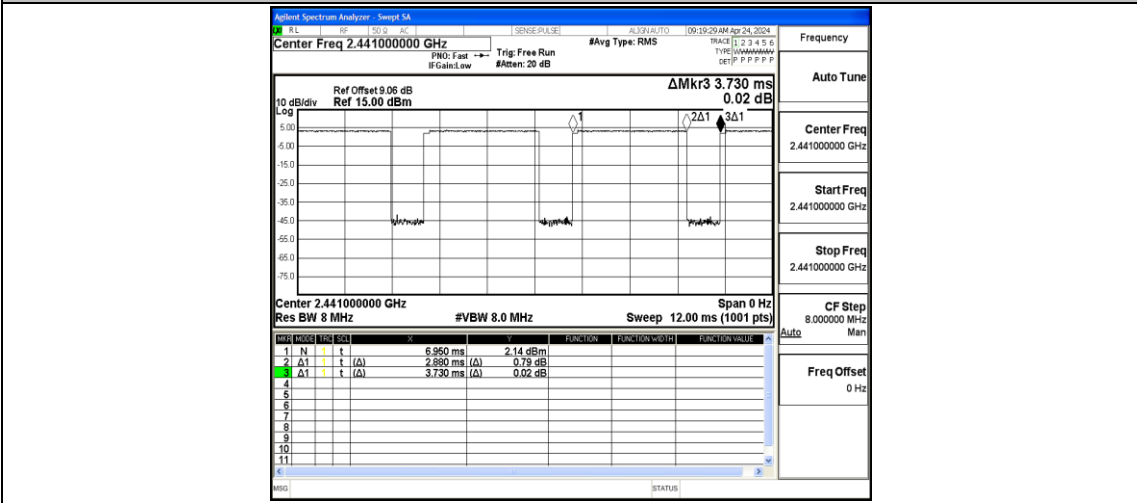 Agilent Spectrum Analyzer - Swept SA
RL RF 50 Ω AC SENSE:PULSE ALIGN AUTO 09:19:29 AM Apr 24, 2024
Center Freq 2.441000000 GHz
PNO: Fast
IFGain:Low
Trig: Free Run
#Atten: 20 dB
#Avg Type: RMS
TRACE 1 2 3 4 5 6
TYPE WWWWWW
DET P P P P P P
Frequency
Auto Tune
Center Freq
2.441000000 GHz
Start Freq
2.441000000 GHz
Stop Freq
2.441000000 GHz
CF Step
8.000000 MHz
Auto Man
Freq Offset
0 Hz
ΔMkr3 3.730 ms
0.02 dB
Ref Offset 9.06 dB
10 dB/div Ref 15.00 dBm
Log
1 2Δ1 3Δ1
5.00
-5.00
-15.0
-25.0
-35.0
-45.0
-55.0
-65.0
-75.0
Center 2.441000000 GHz Span 0 Hz
Res BW 8 MHz #VBW 8.0 MHz Sweep 12.00 ms (1001 pts)
MKR MODE TRC SCL X Y FUNCTION FUNCTION WIDTH FUNCTION VALUE
1 N 1 t 6.950 ms 2.14 dBm
2 Δ1 1 t (Δ) 2.880 ms (Δ) 0.79 dB
3 Δ1 1 t (Δ) 3.730 ms (Δ) 0.02 dB
4
5
6
7
8
9
10
11
MSG STATUS